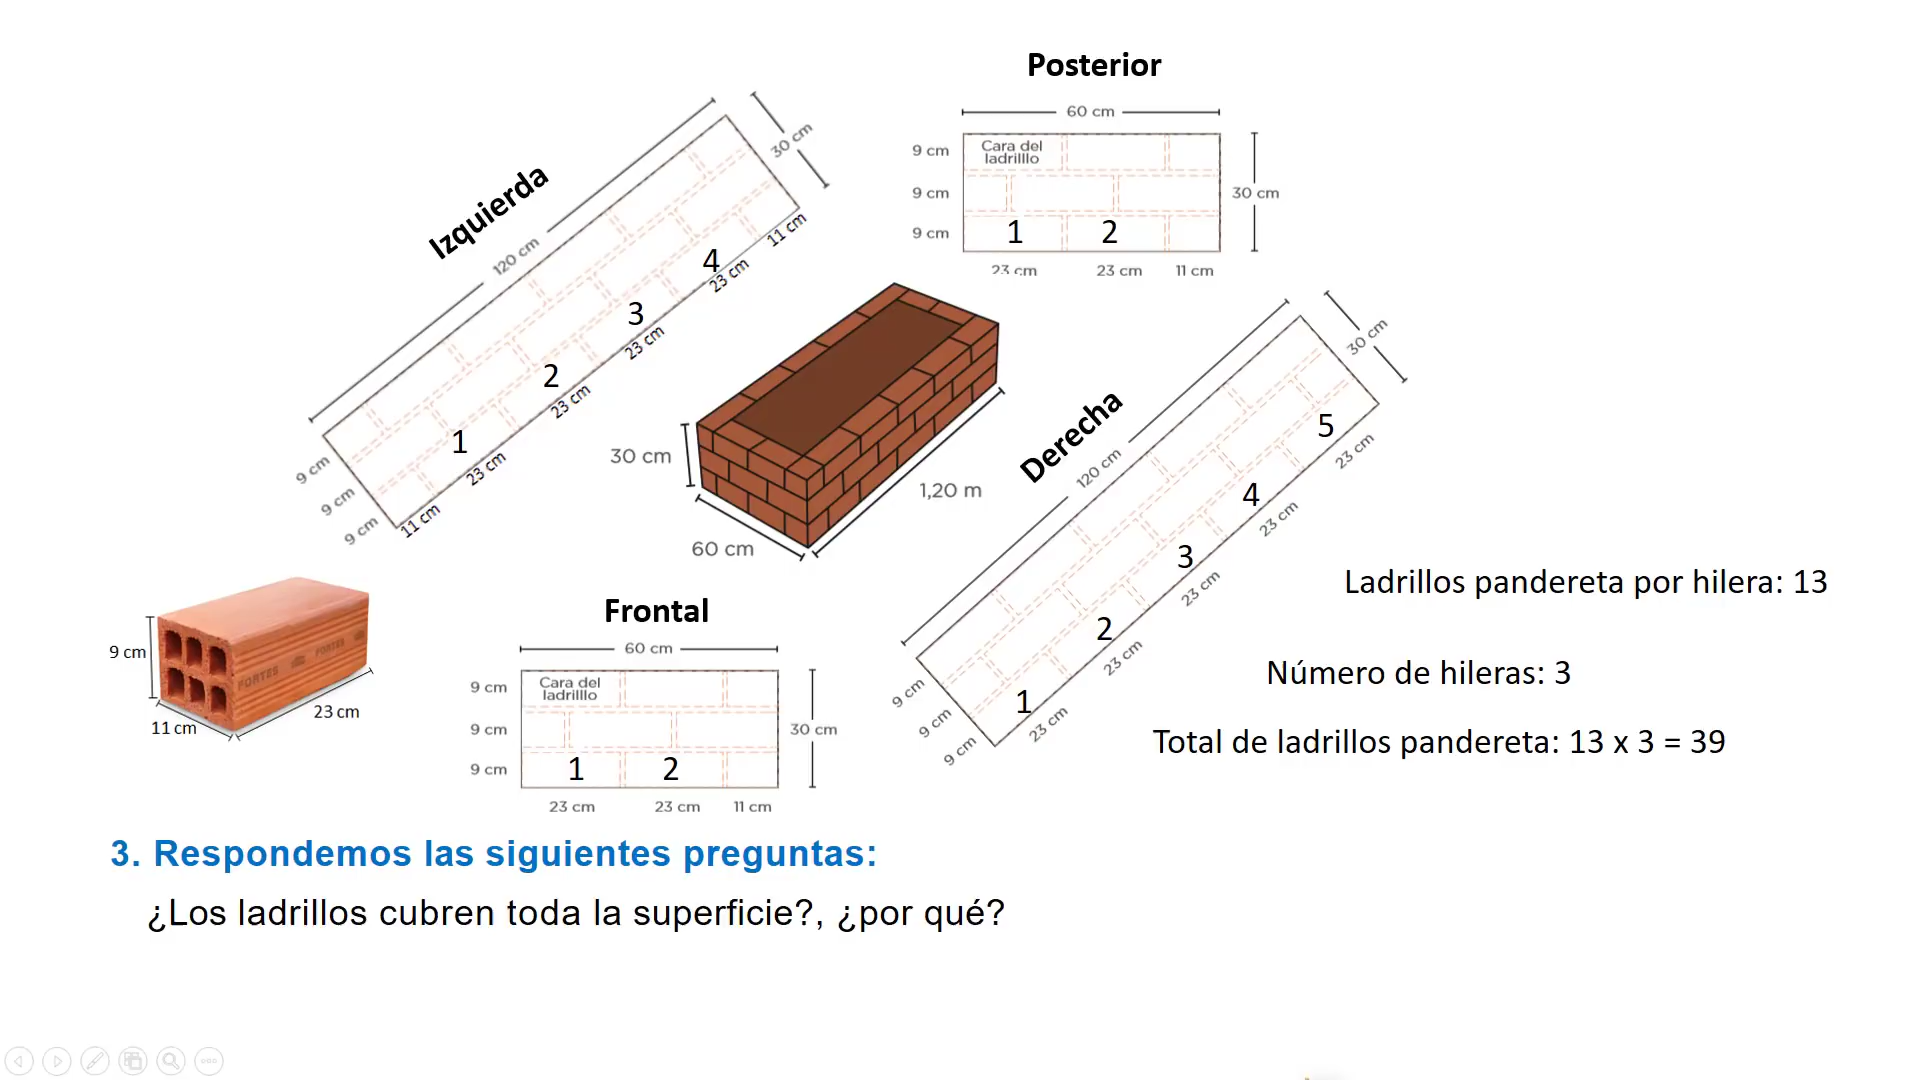 Posterior
60 cm
9 cm
Cara del
ladrilllo
9 cm
30 cm
9 cm
1
2
23 cm
23 cm
11 cm
Izquierda
120 cm
30 cm
9 cm
9 cm
9 cm
1
2
3
4
11 cm
23 cm
23 cm
23 cm
23 cm
11 cm
30 cm
60 cm
1,20 m
Derecha
120 cm
30 cm
9 cm
9 cm
9 cm
1
2
3
4
5
23 cm
23 cm
23 cm
23 cm
23 cm
9 cm
11 cm
23 cm
FORTES
FORTES
Frontal
60 cm
9 cm
Cara del
ladrilllo
9 cm
30 cm
9 cm
1
2
23 cm
23 cm
11 cm
Ladrillos pandereta por hilera: 13
Número de hileras: 3
Total de ladrillos pandereta: 13 x 3 = 39
3. Respondemos las siguientes preguntas:
¿Los ladrillos cubren toda la superficie?, ¿por qué?